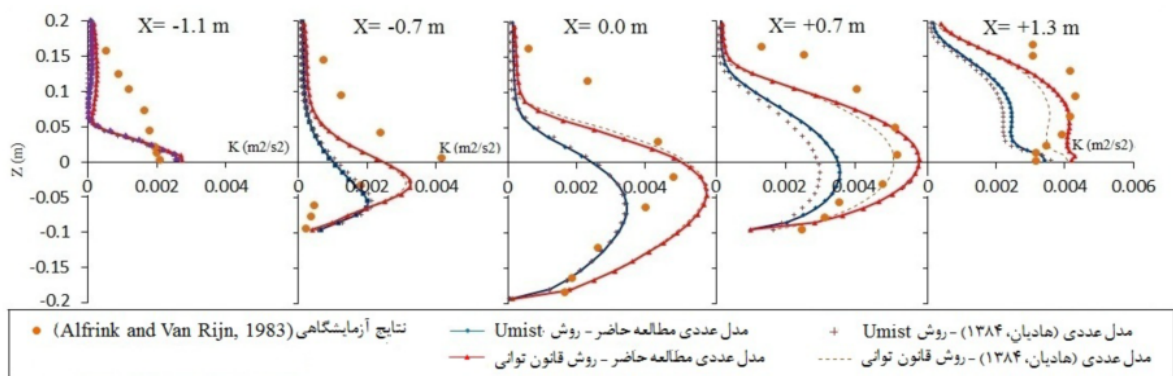 X= -1.1 m
X= -0.7 m
X= 0.0 m
X= +0.7 m
X= +1.3 m
0.2
0.15
0.1
0.05
0
-0.05
-0.1
-0.15
-0.2
Z (m)
K (m2/s2)
0 0.002 0.004
K (m2/s2)
0 0.002 0.004
0 0.002 0.004
0 0.002 0.004
K (m2/s2)
0 0.002 0.004 0.006
نتایج آزمایشگاهی (Alfrink and Van Rijn, 1983)
مدل عددی مطالعه حاضر - روش Umist
مدل عددی (هادیان، ۱۳۸۴) - روش Umist
مدل عددی مطالعه حاضر - روش قانون توانی
مدل عددی (هادیان، ۱۳۸۴) - روش قانون توانی